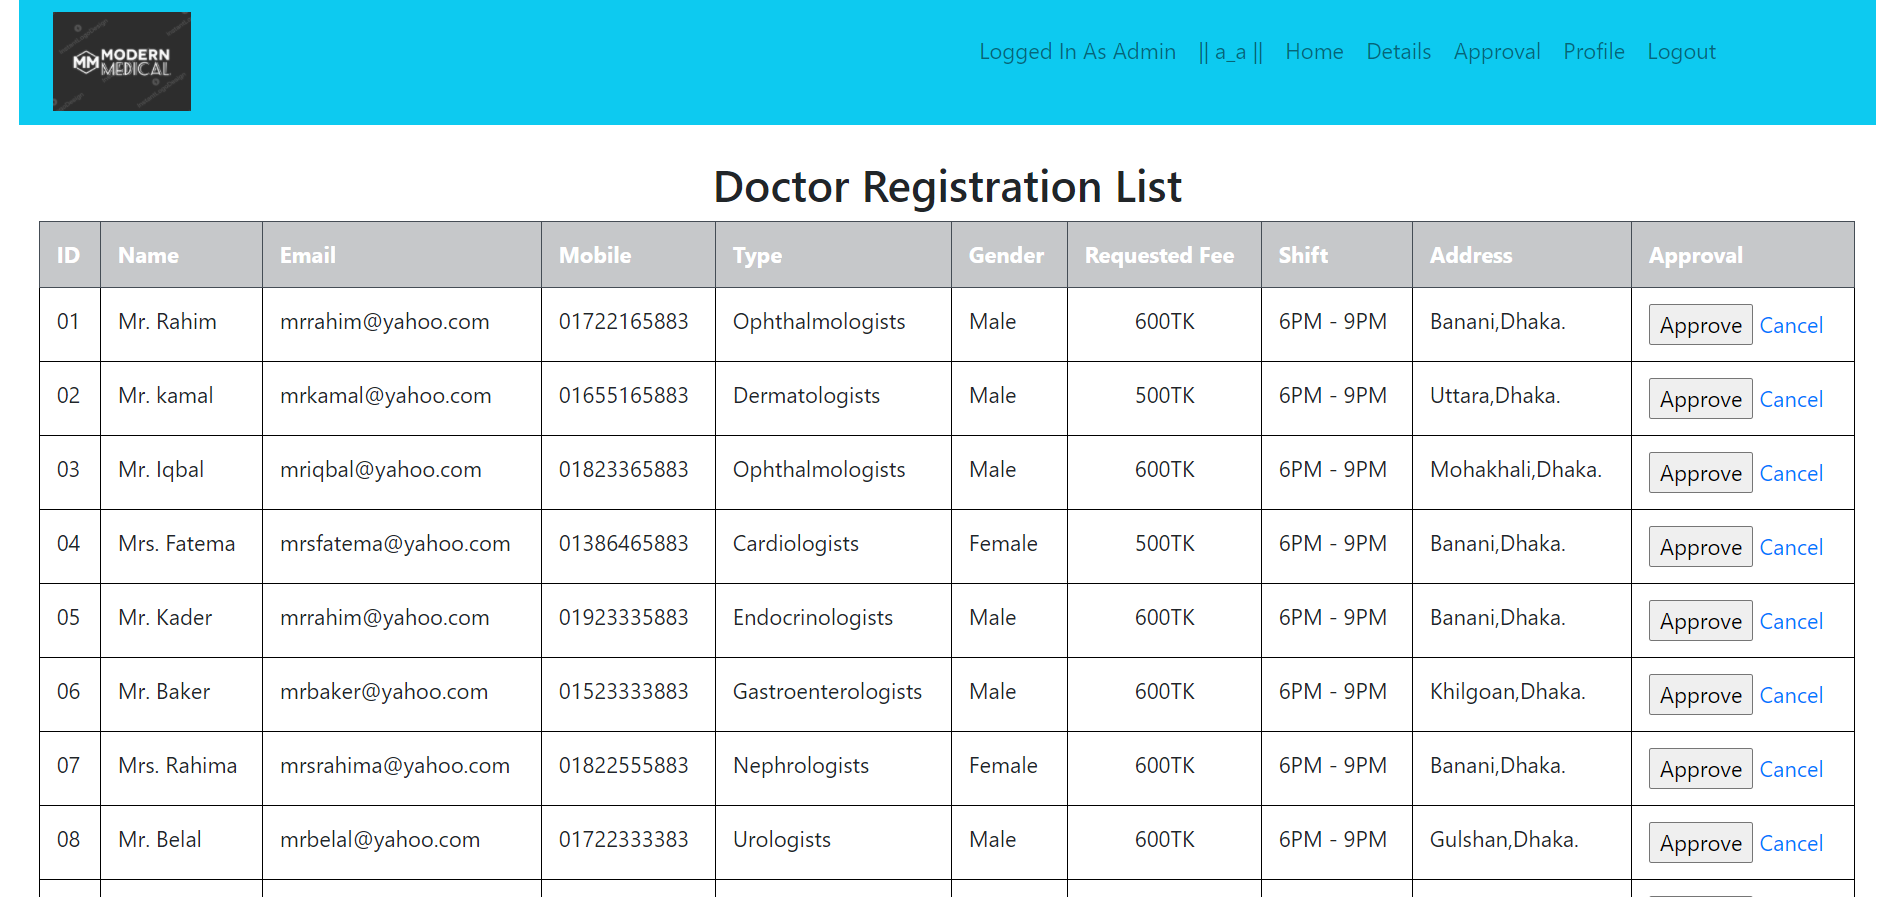 MODERN
MM MEDICAL
Logged In As Admin || a_a || Home Details Approval Profile Logout
Doctor Registration List
ID Name Email Mobile Type Gender Requested Fee Shift Address Approval
01 Mr. Rahim mrrahim@yahoo.com 01722165883 Ophthalmologists Male 600TK 6PM - 9PM Banani,Dhaka. Approve Cancel
02 Mr. kamal mrkamal@yahoo.com 01655165883 Dermatologists Male 500TK 6PM - 9PM Uttara,Dhaka. Approve Cancel
03 Mr. Iqbal mriqbal@yahoo.com 01823365883 Ophthalmologists Male 600TK 6PM - 9PM Mohakhali,Dhaka. Approve Cancel
04 Mrs. Fatema mrsfatema@yahoo.com 01386465883 Cardiologists Female 500TK 6PM - 9PM Banani,Dhaka. Approve Cancel
05 Mr. Kader mrrahim@yahoo.com 01923335883 Endocrinologists Male 600TK 6PM - 9PM Banani,Dhaka. Approve Cancel
06 Mr. Baker mrbaker@yahoo.com 01523333883 Gastroenterologists Male 600TK 6PM - 9PM Khilgoan,Dhaka. Approve Cancel
07 Mrs. Rahima mrsrahima@yahoo.com 01822555883 Nephrologists Female 600TK 6PM - 9PM Banani,Dhaka. Approve Cancel
08 Mr. Belal mrbelal@yahoo.com 01722333383 Urologists Male 600TK 6PM - 9PM Gulshan,Dhaka. Approve Cancel